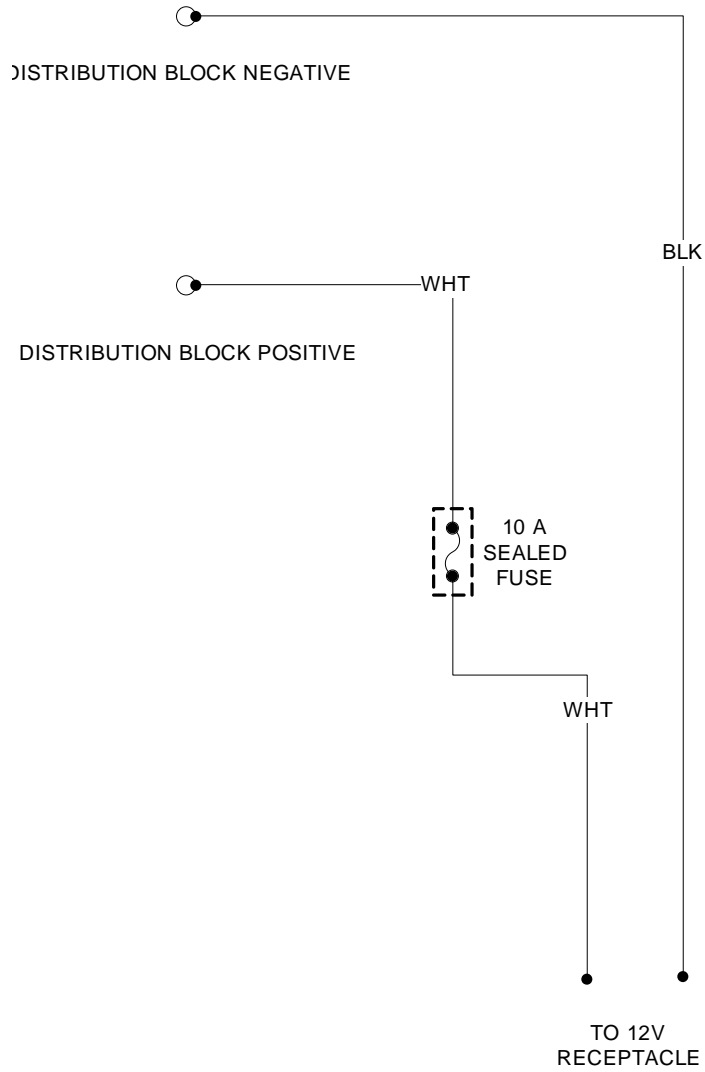 DISTRIBUTION BLOCK NEGATIVE
BLK
WHT
DISTRIBUTION BLOCK POSITIVE
10 A
SEALED
FUSE
WHT
TO 12V
RECEPTACLE